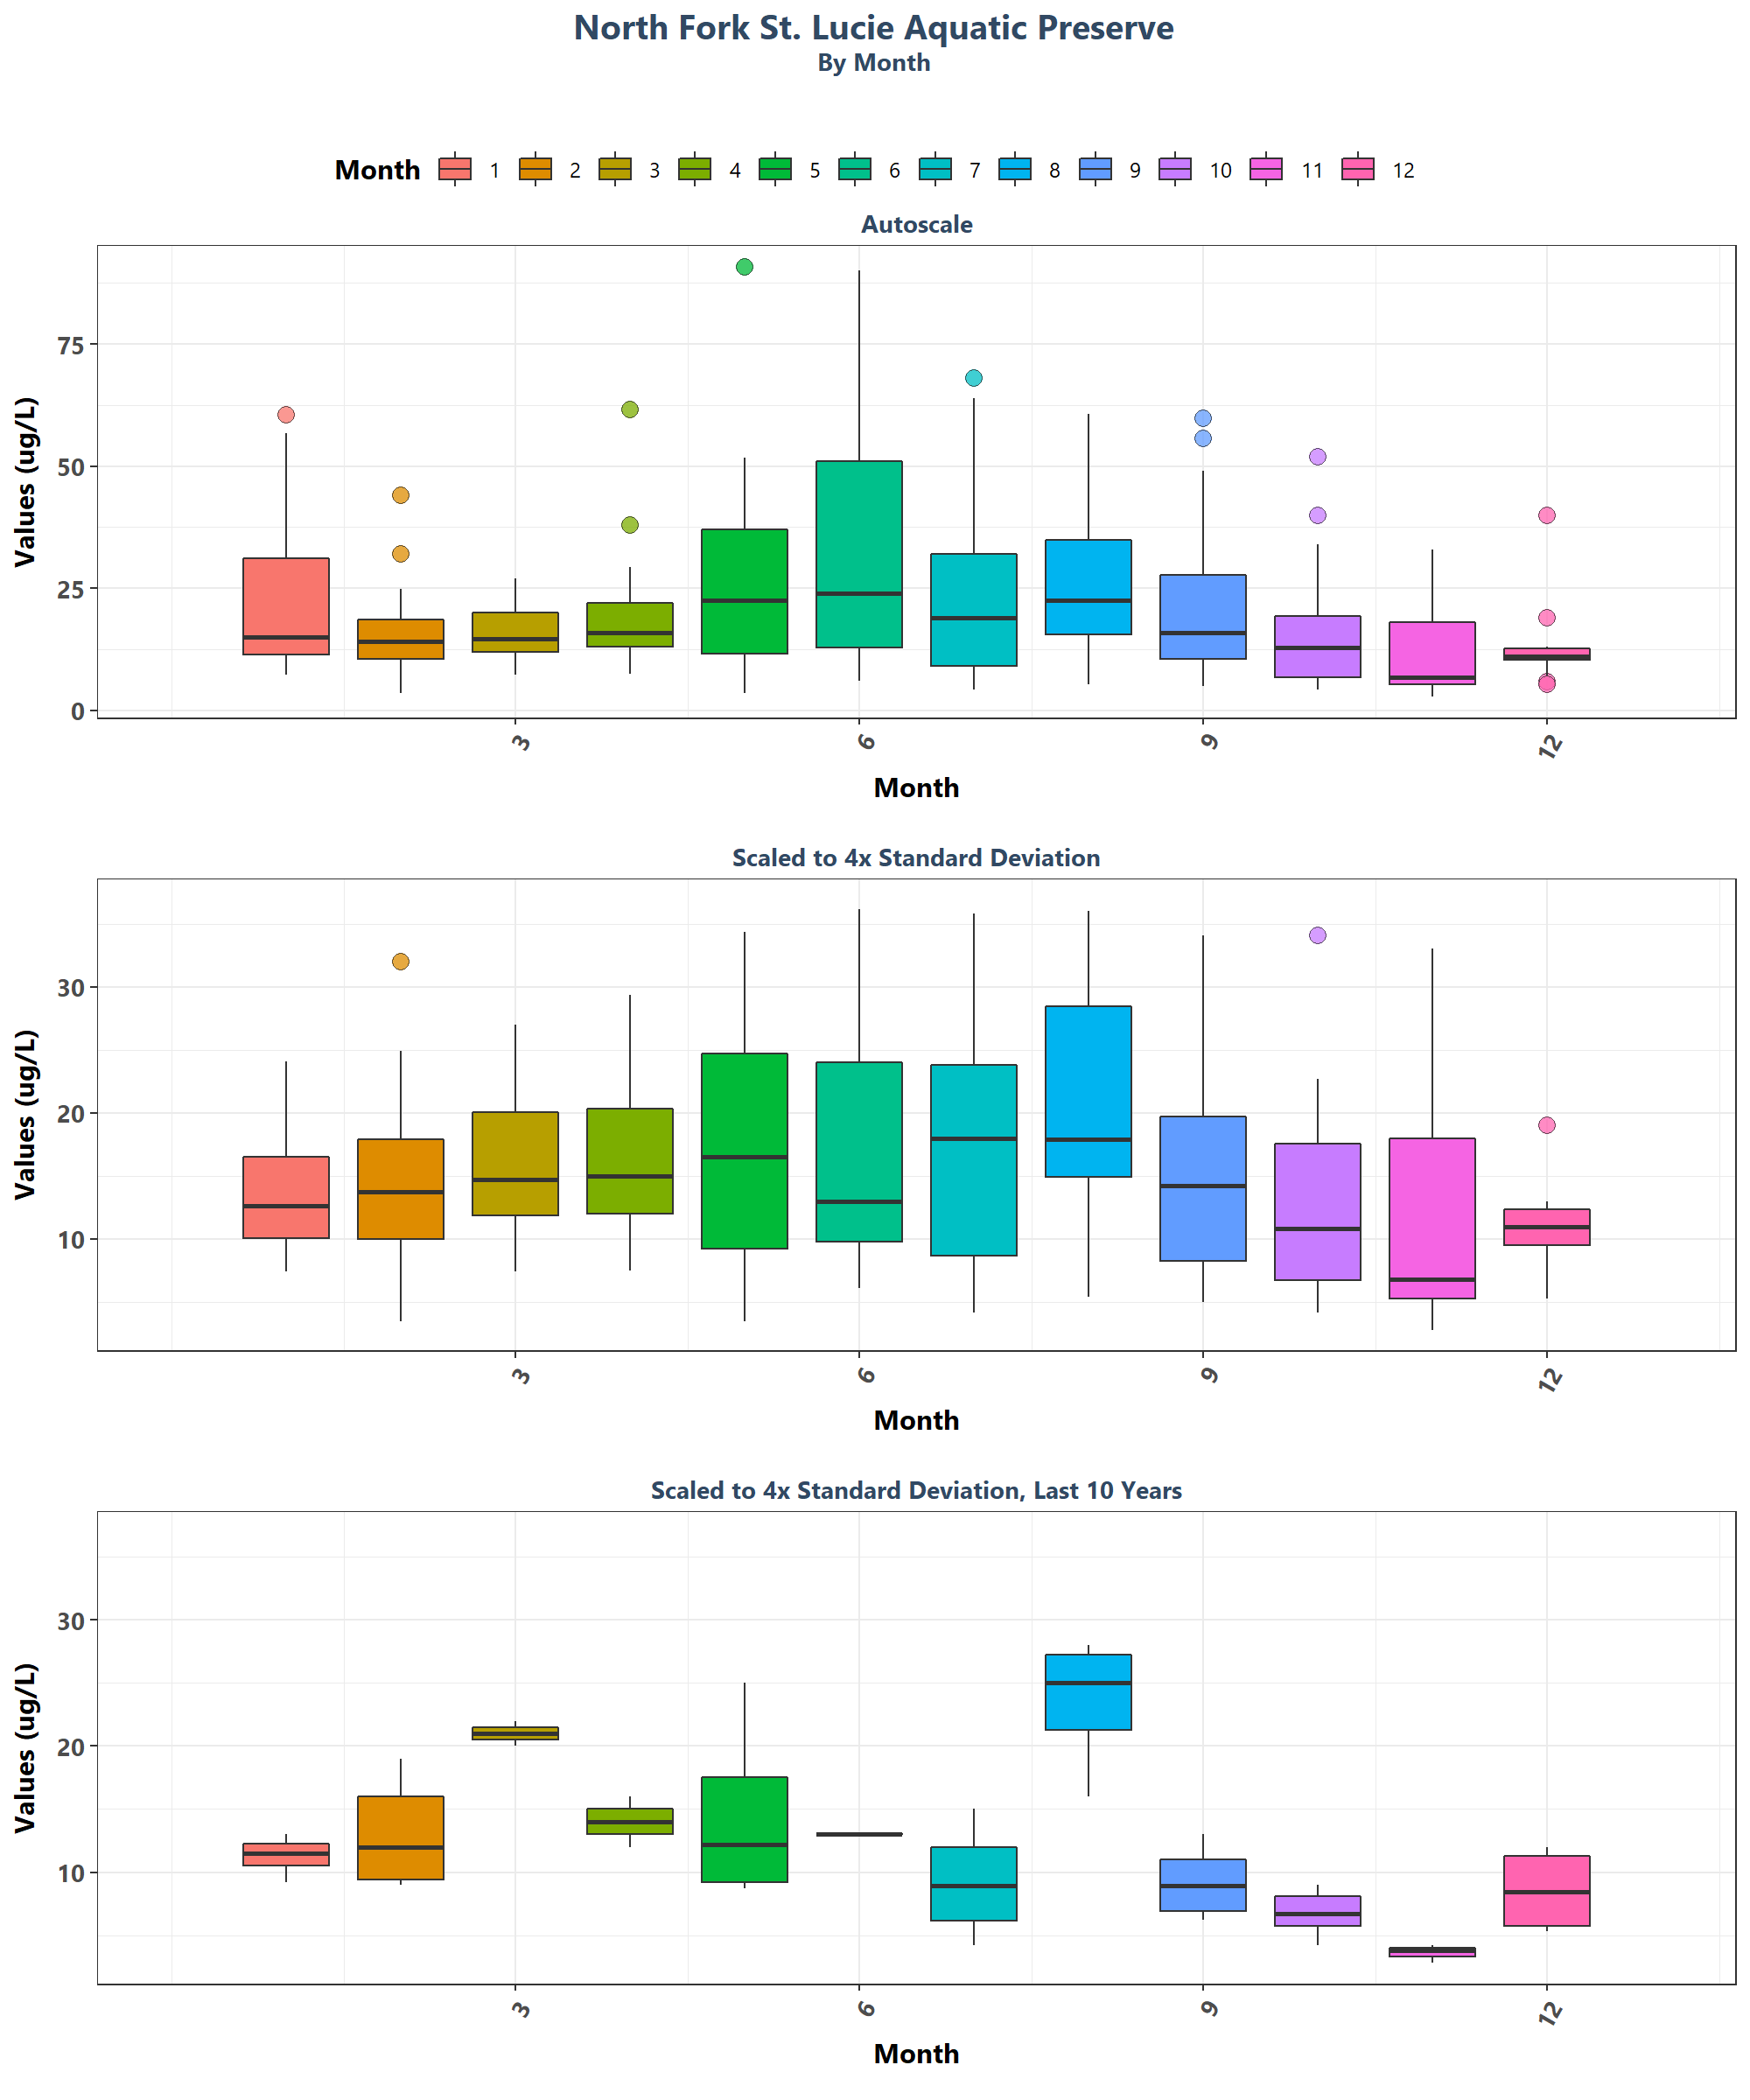 North Fork St. Lucie Aquatic Preserve
By Month
Month 1 2 3 4 5 6 7 8 9 10 11 12
Autoscale
Values (ug/L)
75
50
25
0
3 6 9 12
Month
Scaled to 4x Standard Deviation
Values (ug/L)
30
20
10
3 6 9 12
Month
Scaled to 4x Standard Deviation, Last 10 Years
Values (ug/L)
30
20
10
3 6 9 12
Month